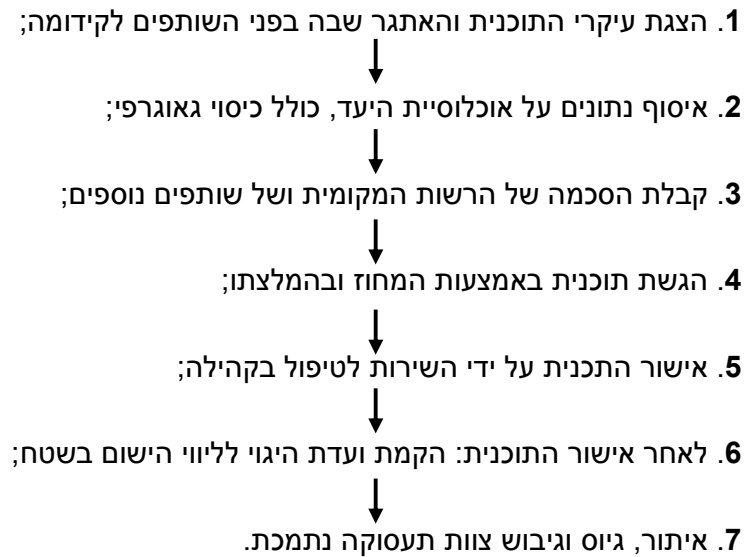 1. הצגת עיקרי התוכנית והאתגר שבה בפני השותפים לקידומה;
2. איסוף נתונים על אוכלוסיית היעד, כולל כיסוי גאוגרפי;
3. קבלת הסכמה של הרשות המקומית ושל שותפים נוספים;
4. הגשת תוכנית באמצעות המחוז ובהמלצתו;
5. אישור התכנית על ידי השירות לטיפול בקהילה;
6. לאחר אישור התוכנית: הקמת ועדת היגוי לליווי הישום בשטח;
7. איתור, גיוס וגיבוש צוות תעסוקה נתמכת.